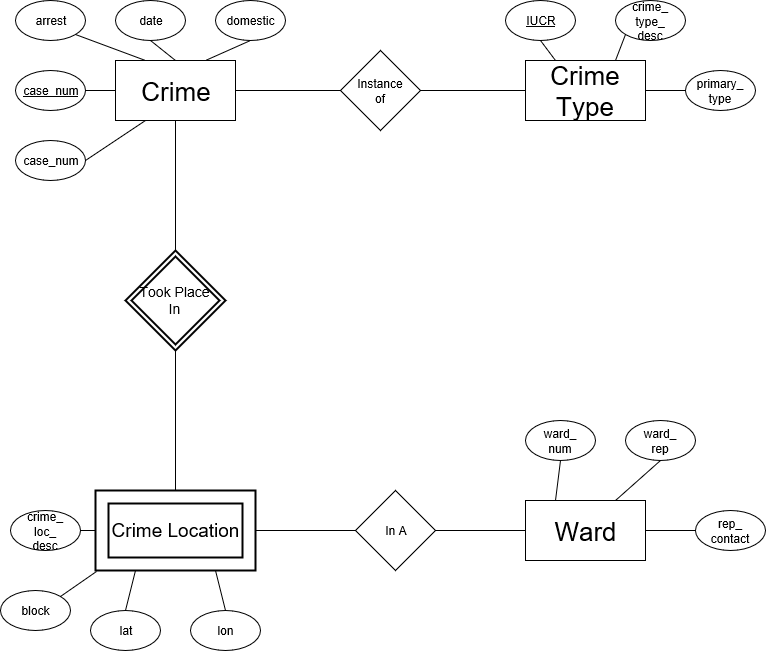 arrest
date
domestic
IUCR
crime_
type_
desc
case_num
Crime
Instance
of
Crime
Type
primary_
type
case_num
Took Place
In
ward_
num
ward_
rep
crime_
loc_
desc
Crime Location
In A
Ward
rep_
contact
block
lat
lon